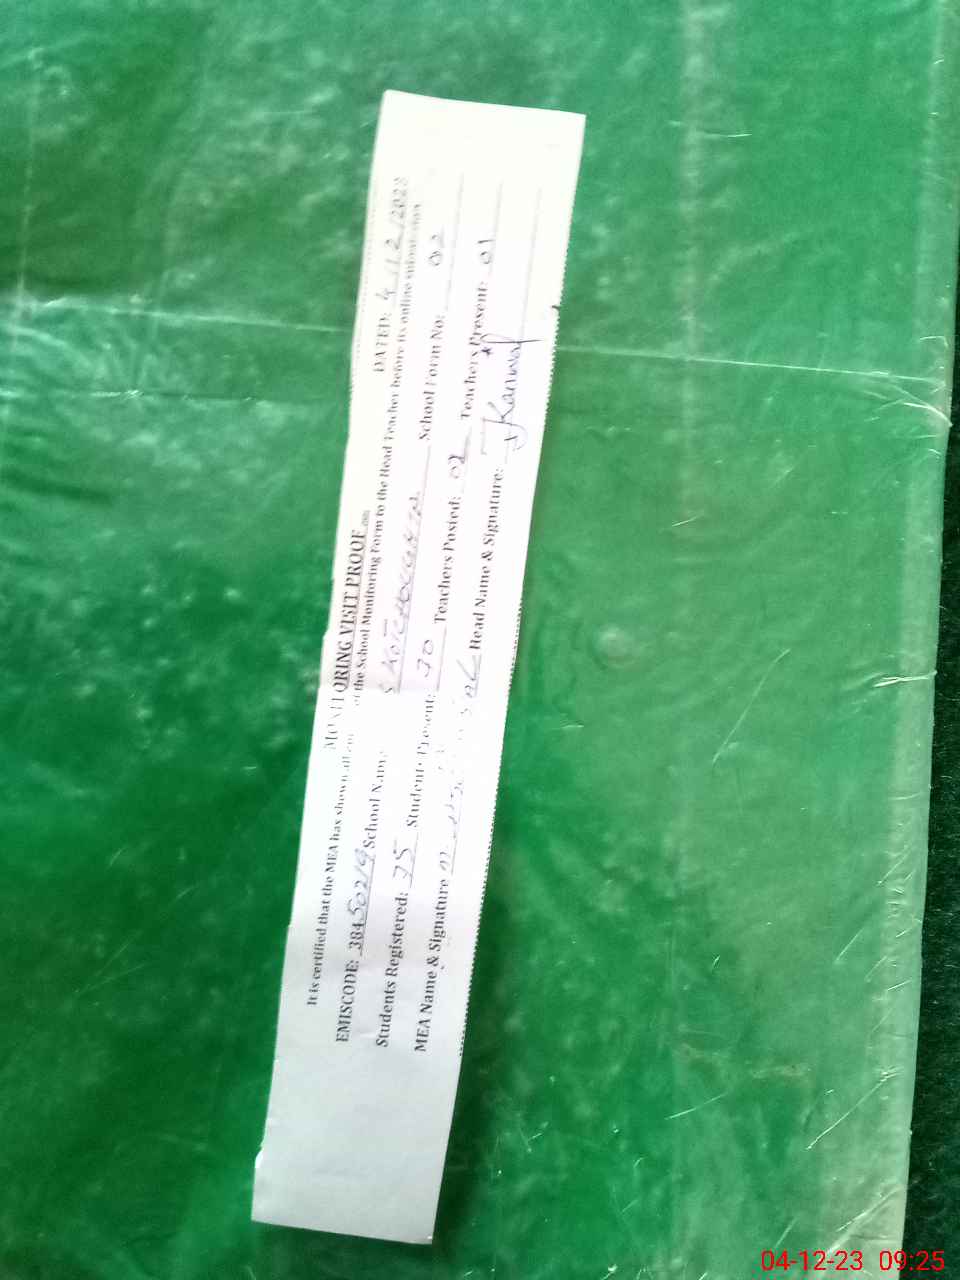 MONITORING VISIT PROOF
DATED: 4/12/2023
It is certified that the MEA has shown of the School Monitoring Form to the Head Teacher before its online submission
EMISCODE: 38450219 School Name School Form No: 02
Students Registered: 35 Students Present: 30 Teachers Posted: 02 Teachers Present: 01
MEA Name & Signature Head Name & Signature: Kanwal
04-12-23 09:25